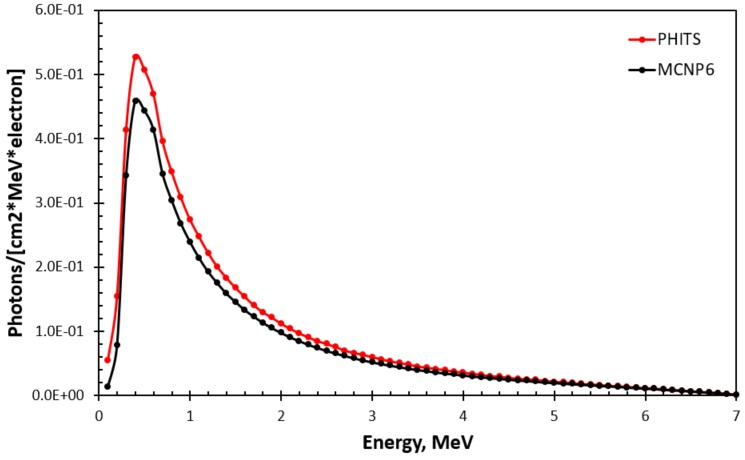 6.0E-01
5.0E-01
4.0E-01
3.0E-01
2.0E-01
1.0E-01
0.0E+00
Photons/[cm2*MeV*electron]
PHITS
MCNP6
0 1 2 3 4 5 6 7
Energy, MeV